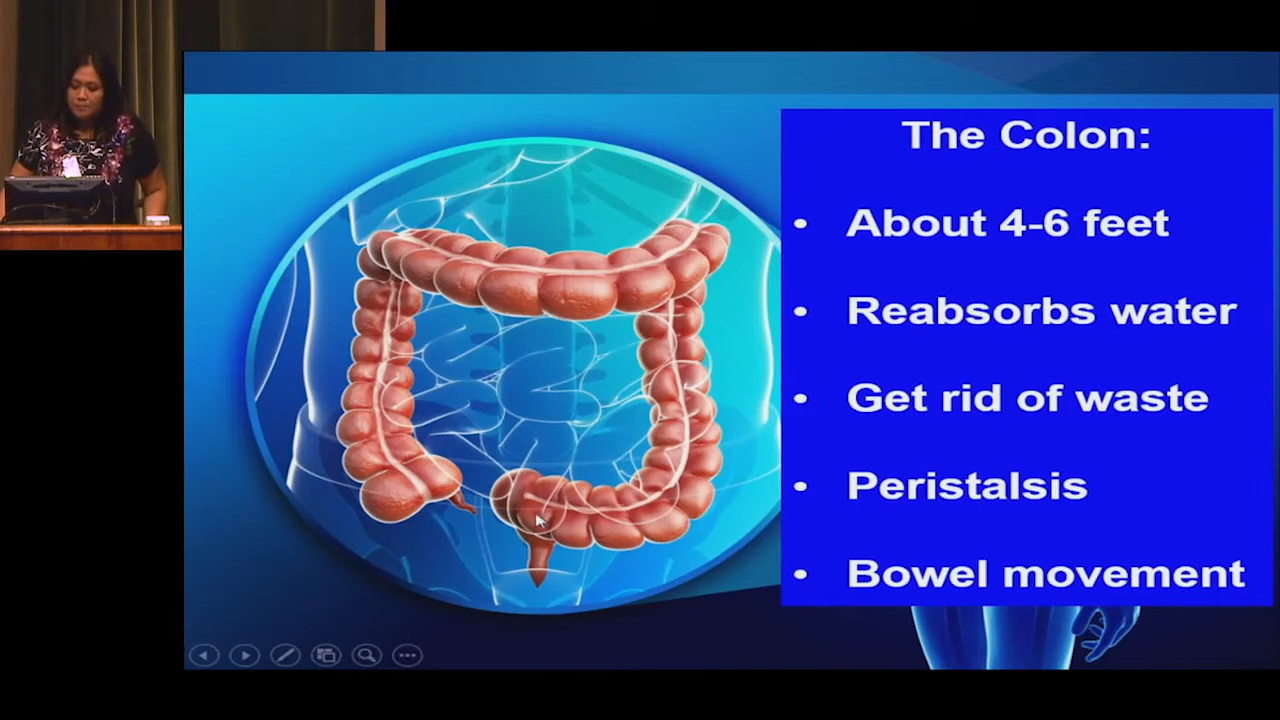 The Colon:
• About 4-6 feet
• Reabsorbs water
• Get rid of waste
• Peristalsis
• Bowel movement